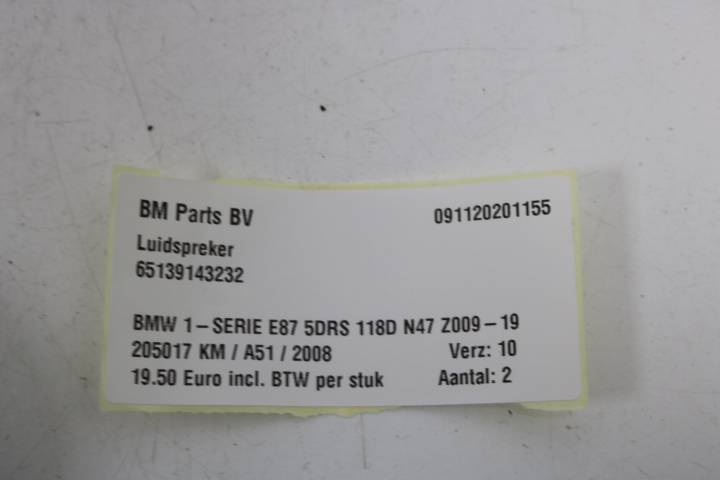 BM Parts BV 091120201155
Luidspreker
65139143232
BMW 1-SERIE E87 5DRS 118D N47 Z009-19
205017 KM / A51 / 2008 Verz: 10
19.50 Euro incl. BTW per stuk Aantal: 2